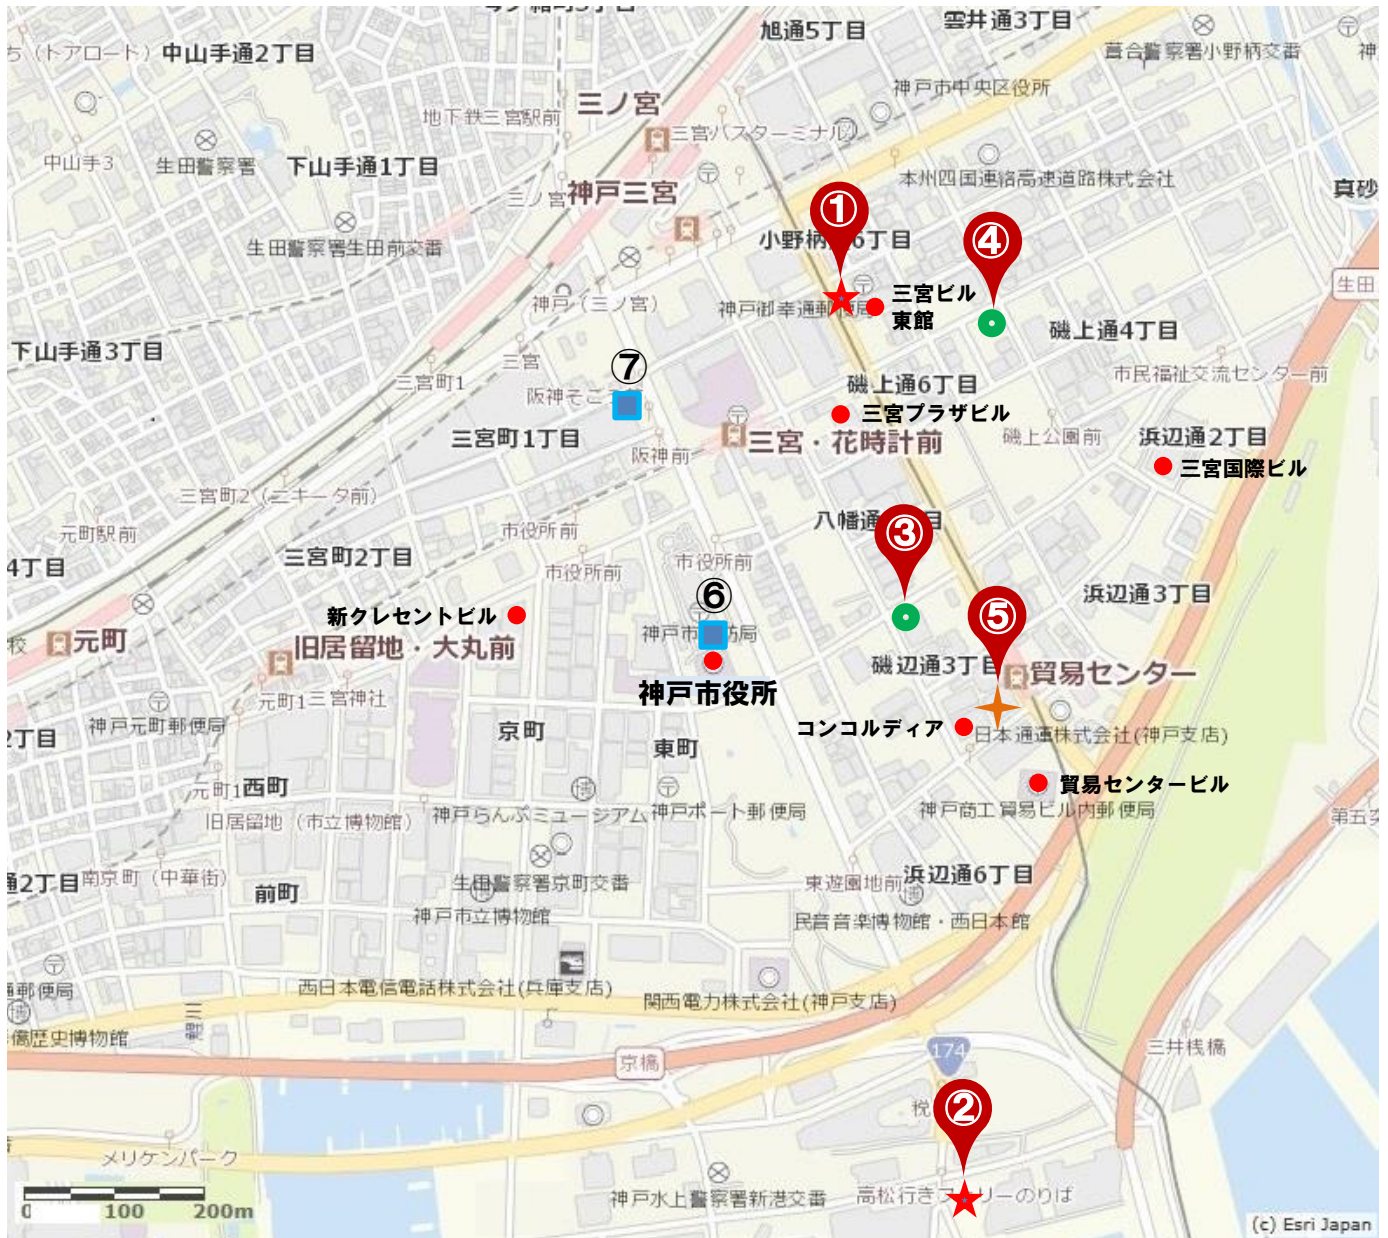 旭通5丁目
雲井通3丁目
ち（トアロート）
中山手通2丁目
葺合警察署小野柄交番
神戸市中央区役所
三ノ宮
地下鉄三宮駅前
三宮バスターミナル
中山手3
生田警察署
下山手通1丁目
本州四国連絡高速道路株式会社
真砂
三ノ宮
神戸三宮
①
④
生田警察署生田前交番
小野柄
6丁目
生田
神戸（三ノ宮）
神戸御幸通郵便局
三宮ビル
東館
磯上通4丁目
下山手通3丁目
三宮
⑦
三宮町1
磯上通6丁目
市民福祉交流センター前
阪神そごう
三宮プラザビル
三宮町1丁目
阪神前
三宮・花時計前
磯上公園前
浜辺通2丁目
三宮国際ビル
三宮町2（三キータ前）
元町駅前
市役所前
八幡通
丁目
③
4丁目
三宮町2丁目
市役所前
市役所前
⑥
浜辺通3丁目
⑤
新クレセントビル
校
元町
旧居留地・大丸前
神戸市
防局
磯辺通3丁目
貿易センター
神戸市役所
元町1
三宮神社
神戸元町郵便局
2丁目
京町
東町
コンコルディア
日本通運株式会社(神戸支店)
元町1
西町
貿易センタービル
旧居留地（市立博物館）
神戸らんぷミュージアム
神戸ポート郵便局
神戸商工貿易ビル内郵便局
第五突
通2丁目
南京町（中華街）
前町
生田警察署京町交番
東遊園地前
浜辺通6丁目
神戸市立博物館
民音音楽博物館・西日本館
西日本電信電話株式会社(兵庫支店)
関西電力株式会社(神戸支店)
通郵便局
僑歴史博物館
京橋
174
三井桟橋
税
②
メリケンパーク
神戸水上警察署新港交番
高松行きフェリーのりば
0
100
200m
(c) Esri Japan